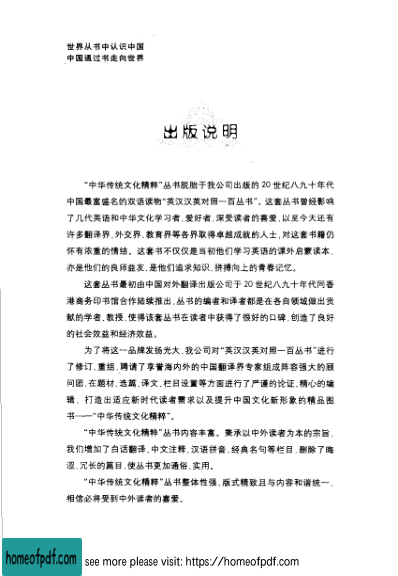 世界从书中认识中国
中国通过书走向世界
出版说明
“中华传统文化精粹”丛书脱胎于我公司出版的20世纪八九十年代
中国最富盛名的双语读物“英汉汉英对照一百丛书”。这套丛书曾经影响
了几代英语和中华文化学习者、爱好者,深受读者的喜爱,以至今天还有
许多翻译界、外交界、教育界等各界取得卓越成就的人士,对这套书籍仍
怀有浓重的情结。这套书不仅仅是当初他们学习英语的课外启蒙读本,
亦是他们的良师益友,是他们追求知识、拼搏向上的青春记忆。
这套丛书最初由中国对外翻译出版公司于20世纪八九十年代同香
港商务印书馆合作陆续推出,丛书的编者和译者都是在各自领域做出贡
献的学者、教授,使得该套丛书在读者中获得了很好的口碑,创造了良好
的社会效益和经济效益。
为了将这一品牌发扬光大,我公司对“英汉汉英对照一百丛书”进行
了修订、重组,聘请了享誉海内外的中国翻译界专家组成阵容强大的顾
问团,在题材、选篇、译文、栏目设置等方面进行了严谨的论证、精心的编
辑,打造出适应新时代读者需求以及提升中国文化新形象的精品图
书——“中华传统文化精粹”。
“中华传统文化精粹”丛书内容丰富。秉承以中外读者为本的宗旨,
我们增加了白话翻译、中文注释、汉语拼音、经典名句等栏目,删除了晦
涩、冗长的篇目,使丛书更加通俗、实用。
“中华传统文化精粹”丛书整体性强,版式精致且与内容和谐统一,
相信必将受到中外读者的喜爱。
homeofpdf.com see more please visit: https://homeofpdf.com